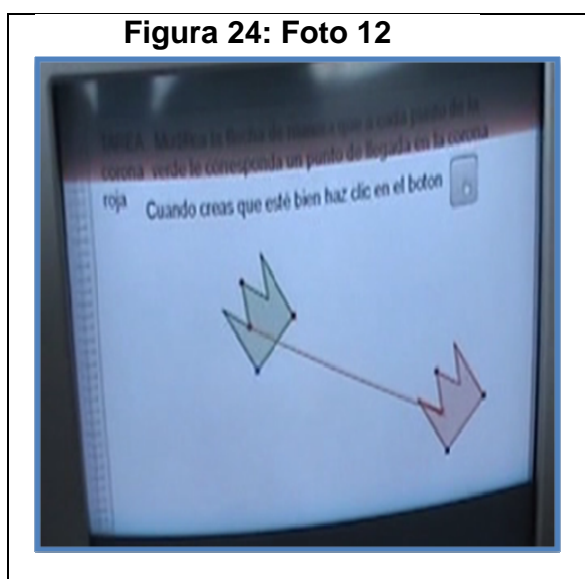 Figura 24: Foto 12
TAREA Modifica la flecha de manera que a cada punto de la
corona verde le corresponda un punto de llegada en la corona
roja
Cuando creas que esté bien haz clic en el boton